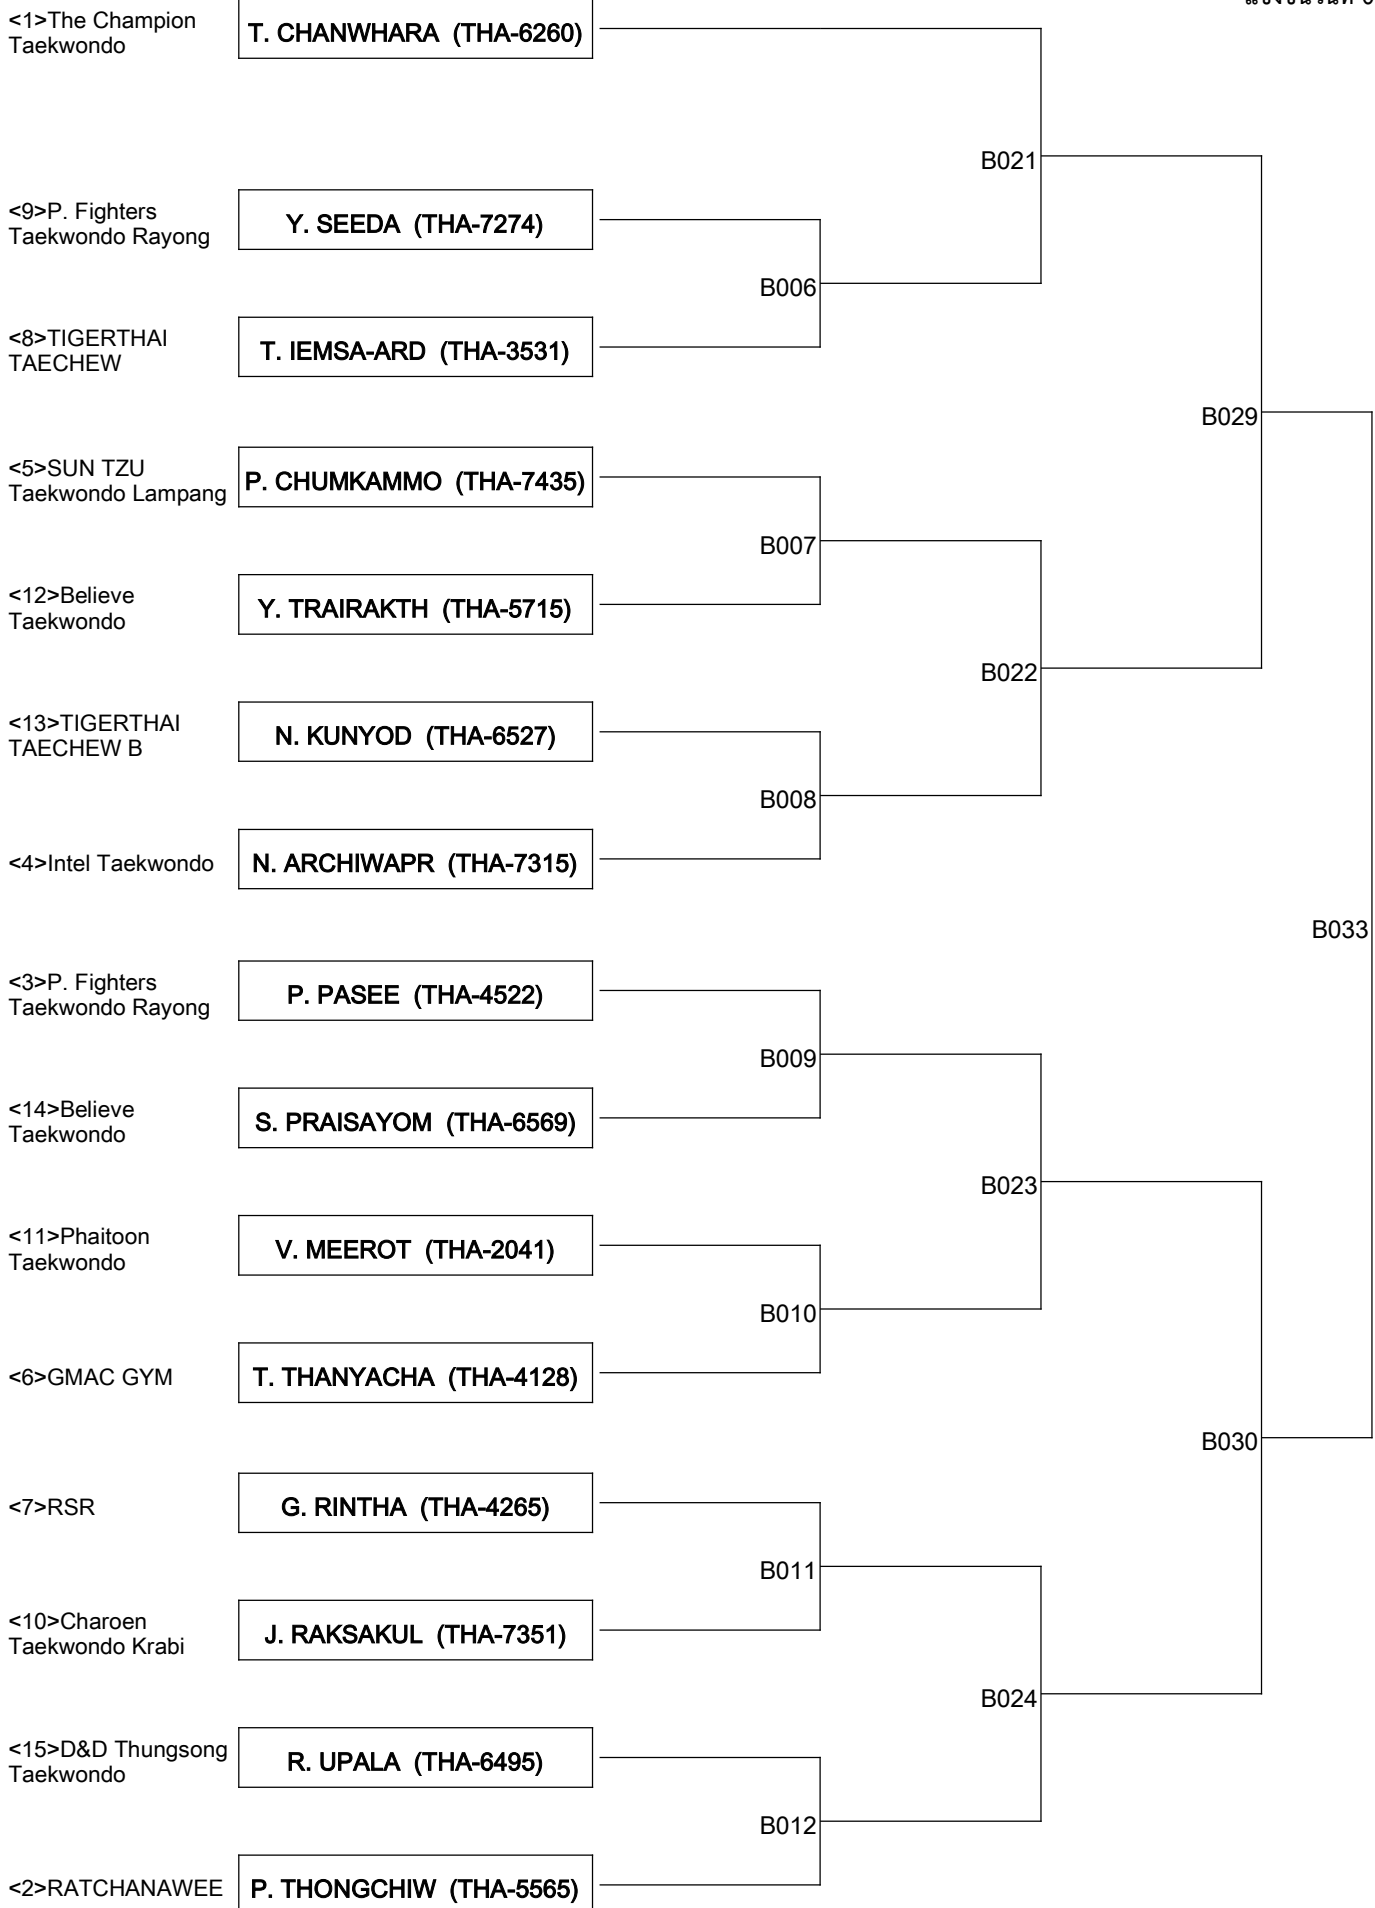 <1>The Champion
Taekwondo
T. CHANWHARA (THA-6260)
B021
<9>P. Fighters
Taekwondo Rayong
Y. SEEDA (THA-7274)
B006
<8>TIGERTHAI
TAECHEW
T. IEMSA-ARD (THA-3531)
B029
<5>SUN TZU
Taekwondo Lampang
P. CHUMKAMMO (THA-7435)
B007
<12>Believe
Taekwondo
Y. TRAIRAKTH (THA-5715)
B022
<13>TIGERTHAI
TAECHEW B
N. KUNYOD (THA-6527)
B008
<4>Intel Taekwondo
N. ARCHIWAPR (THA-7315)
B033
<3>P. Fighters
Taekwondo Rayong
P. PASEE (THA-4522)
B009
<14>Believe
Taekwondo
S. PRAISAYOM (THA-6569)
B023
<11>Phaitoon
Taekwondo
V. MEEROT (THA-2041)
B010
<6>GMAC GYM
T. THANYACHA (THA-4128)
B030
<7>RSR
G. RINTHA (THA-4265)
B011
<10>Charoen
Taekwondo Krabi
J. RAKSAKUL (THA-7351)
B024
<15>D&D Thungsong
Taekwondo
R. UPALA (THA-6495)
B012
<2>RATCHANAWEE
P. THONGCHIW (THA-5565)